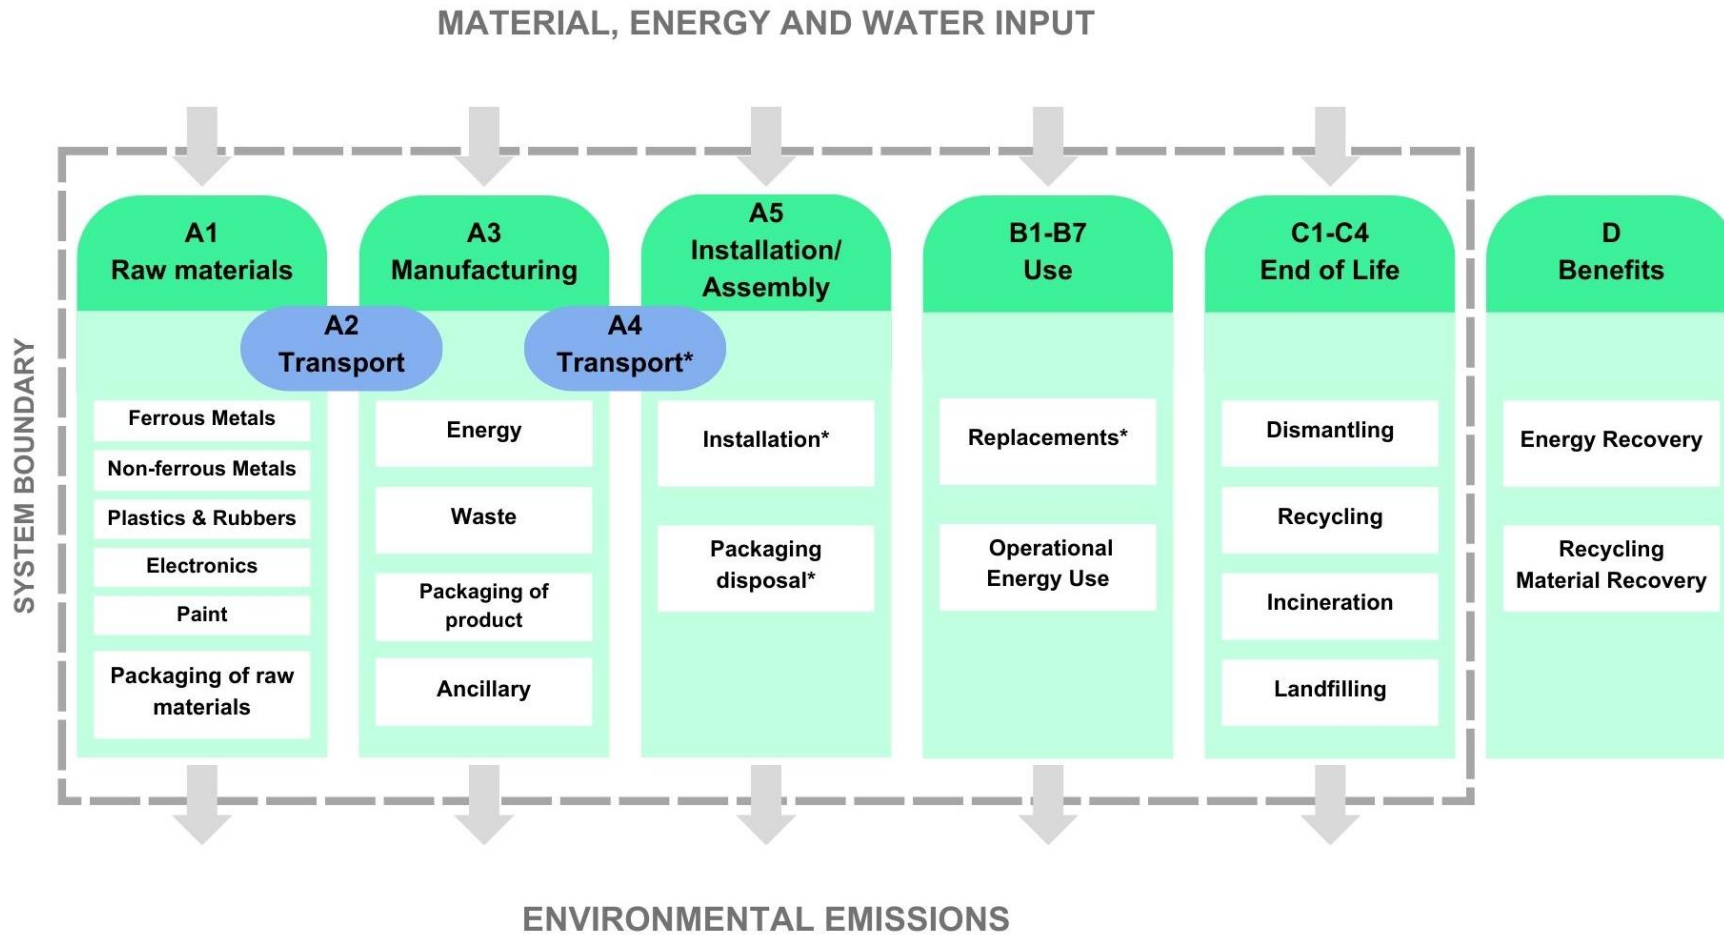 MATERIAL, ENERGY AND WATER INPUT
SYSTEM BOUNDARY
A1
Raw materials
A2
Transport
Ferrous Metals
Non-ferrous Metals
Plastics & Rubbers
Electronics
Paint
Packaging of raw
materials
A3
Manufacturing
A4
Transport*
Energy
Waste
Packaging of
product
Ancillary
A5
Installation/
Assembly
Installation*
Packaging
disposal*
B1-B7
Use
Replacements*
Operational
Energy Use
C1-C4
End of Life
Dismantling
Recycling
Incineration
Landfilling
D
Benefits
Energy Recovery
Recycling
Material Recovery
ENVIRONMENTAL EMISSIONS